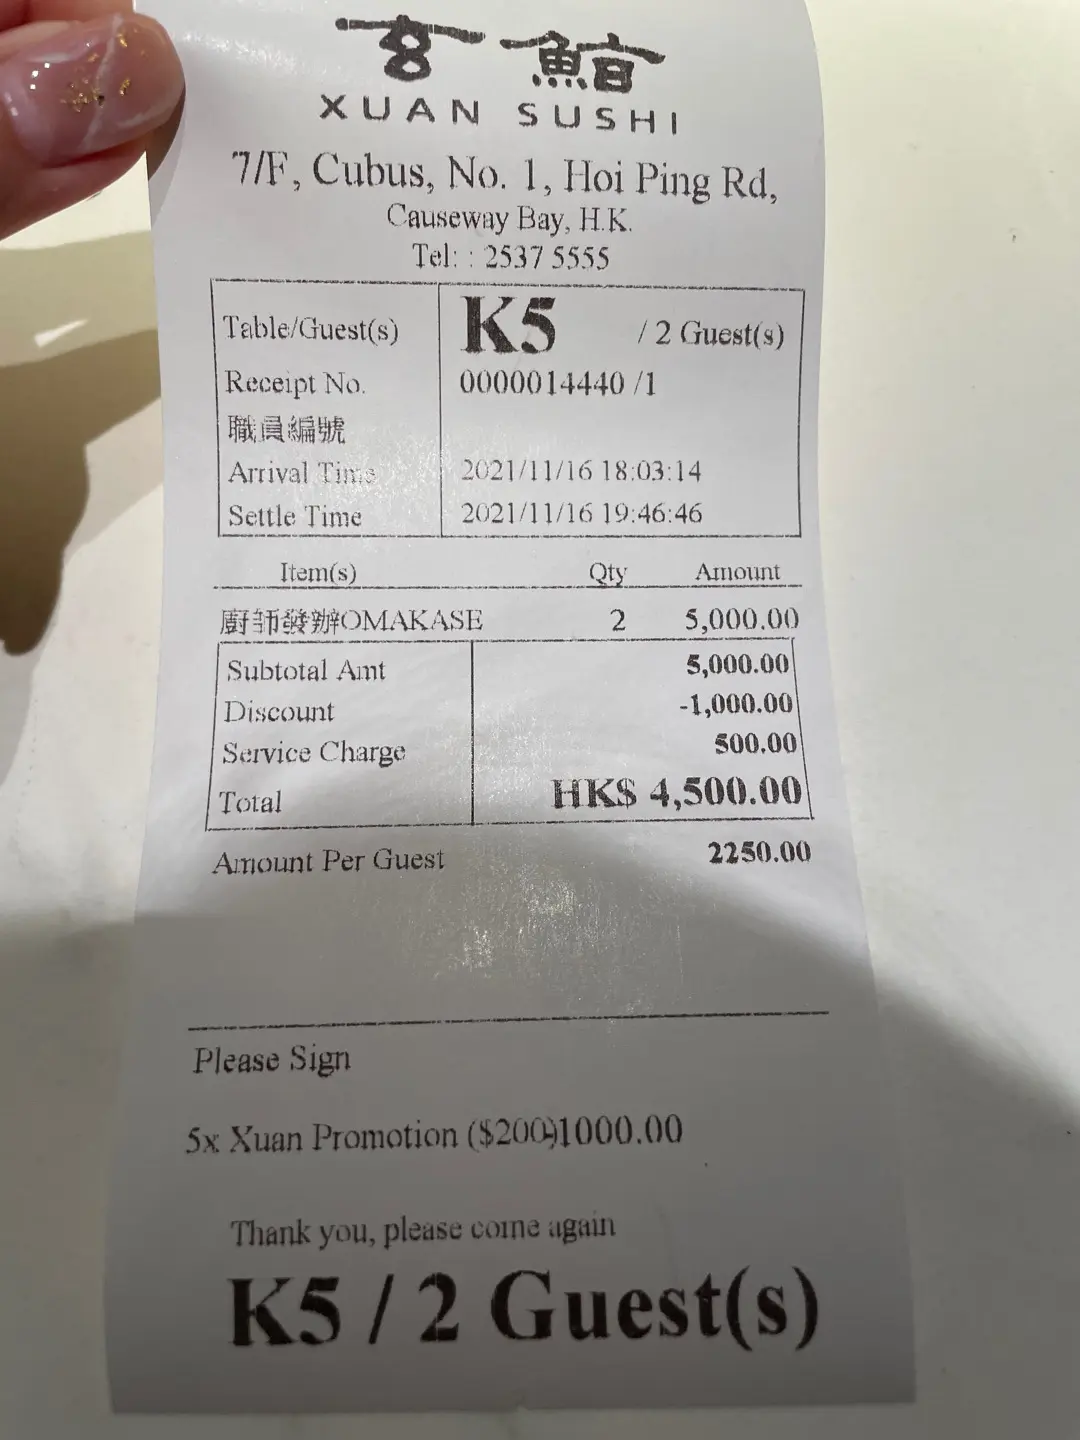 玄鮨
XUAN SUSHI
7/F, Cubus, No. 1, Hoi Ping Rd,
Causeway Bay, H.K.
Tel: : 2537 5555
Table/Guest(s) K5 / 2 Guest(s)
Receipt No. 0000014440 /1
職員編號
Arrival Time 2021/11/16 18:03:14
Settle Time 2021/11/16 19:46:46
Item(s) Qty Amount
廚師發辦OMAKASE 2 5,000.00
Subtotal Amt 5,000.00
Discount -1,000.00
Service Charge 500.00
Total HK$ 4,500.00
Amount Per Guest 2250.00
Please Sign
5x Xuan Promotion ($200)1000.00
Thank you, please come again
K5 / 2 Guest(s)